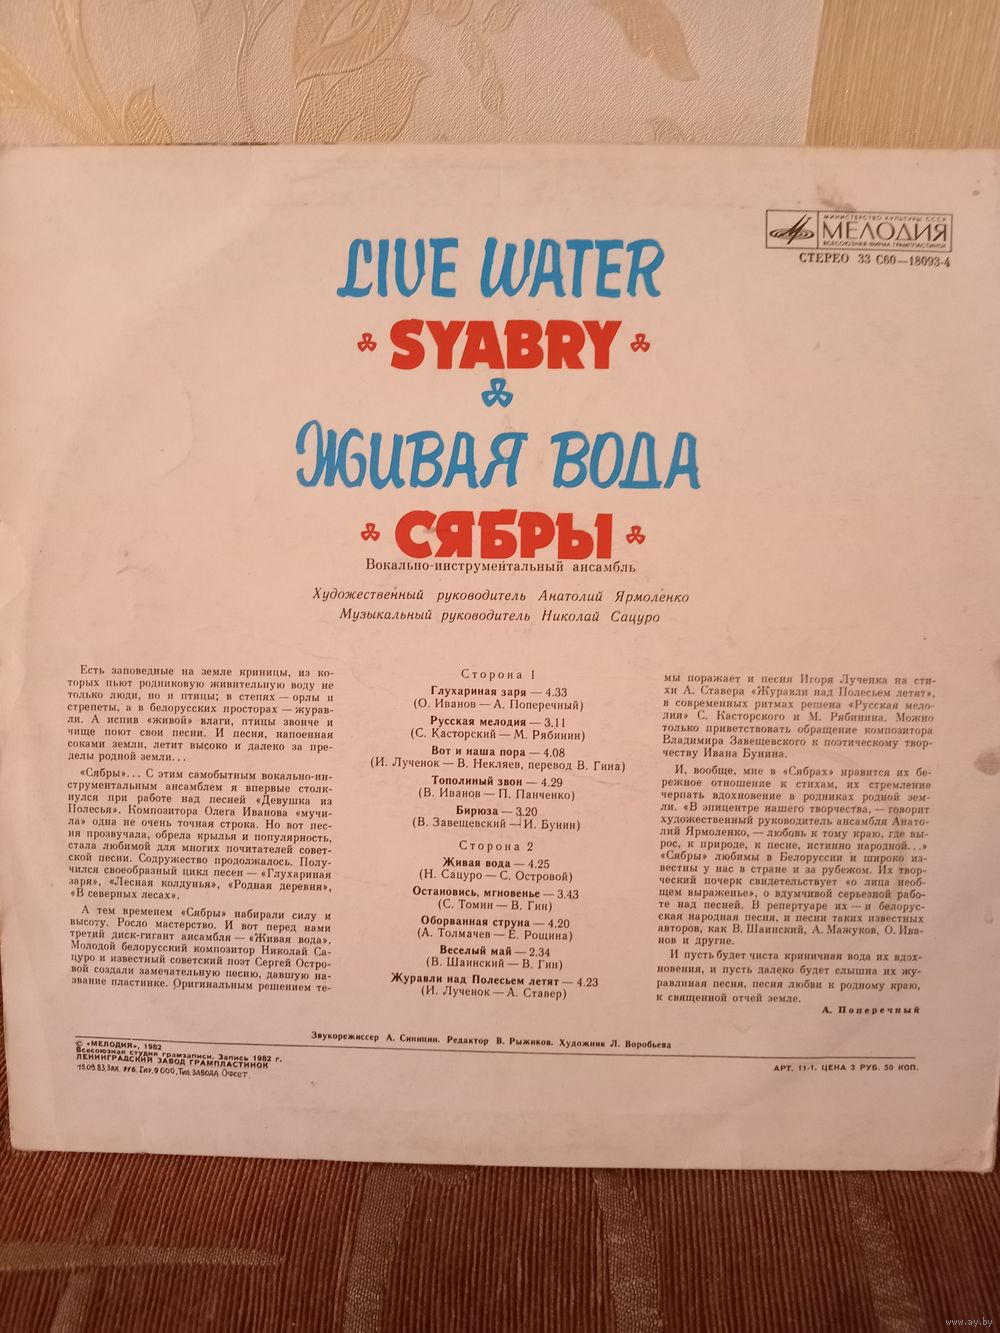 МИНИСТЕРСТВО КУЛЬТУРЫ СССР
МЕЛОДИЯ
ВСЕСОЮЗНАЯ ФИРМА ГРАМПЛАСТИНОК
СТЕРЕО 33 С60—18093-4
LIVE WATER
SYABRY
ЖИВАЯ ВОДА
СЯБРЫ
Вокально-инструментальный ансамбль
Художественный руководитель Анатолий Ярмоленко
Музыкальный руководитель Николай Сацуро
Есть заповедные на земле криницы, из ко-
торых пьют родниковую живительную воду не
только люди, но и птицы; в степях — орлы и
стрепеты, а в белорусских просторах — журав-
ли. А испив «живой» влаги, птицы звонче и
чище поют свои песни. И песня, напоенная
соками земли, летит высоко и далеко за пре-
делы родной земли...
«Сябры»... С этим самобытным вокально-ин-
струментальным ансамблем я впервые столк-
нулся при работе над песней «Девушка из
Полесья». Композитора Олега Иванова «мучи-
ла» одна не очень точная строка. Но вот пес-
ня прозвучала, обрела крылья и популярность,
стала любимой для многих почитателей совет-
ской песни. Содружество продолжалось. Полу-
чился своеобразный цикл песен — «Глухариная
заря», «Лесная колдунья», «Родная деревня»,
«В северных лесах».
А тем временем «Сябры» набирали силу и
высоту. Росло мастерство. И вот перед нами
третий диск-гигант ансамбля — «Живая вода».
Молодой белорусский композитор Николай Са-
цуро и известный советский поэт Сергей Остро-
вой создали замечательную песню, давшую на-
звание пластинке. Оригинальным решением те-
Сторона 1
Глухариная заря — 4.33
(О. Иванов — А. Поперечный)
Русская мелодия — 3.11
(С. Касторский — М. Рябинин)
Вот и наша пора — 4.08
(И. Лученок — В. Некляев, перевод В. Гина)
Тополиный звон — 4.29
(В. Иванов — П. Панченко)
Бирюза — 3.20
(В. Завещевский — И. Бунин)
Сторона 2
Живая вода — 4.25
(Н. Сацуро — С. Островой)
Остановись, мгновенье — 3.43
(С. Томин — В. Гин)
Оборванная струна — 4.20
(А. Толмачев — Е. Рощина)
Веселый май — 2.34
(В. Шаинский — В. Гин)
Журавли над Полесьем летят — 4.23
(И. Лученок — А. Ставер)
мы поражает и песня Игоря Лученка на сти-
хи А. Ставера «Журавли над Полесьем летят»,
в современных ритмах решена «Русская мело-
дия» С. Касторского и М. Рябинина. Можно
только приветствовать обращение композитора
Владимира Завещевского к поэтическому твор-
честву Ивана Бунина.
И, вообще, мне в «Сябрах» нравится их бе-
режное отношение к стихам, их стремление
черпать вдохновение в родниках родной зем-
ли. «В эпицентре нашего творчества, — говорит
художественный руководитель ансамбля Анато-
лий Ярмоленко, — любовь к тому краю, где вы-
рос, к природе, к песне, истинно народной...»
«Сябры» любимы в Белоруссии и широко из-
вестны у нас в стране и за рубежом. Их твор-
ческий почерк свидетельствует «о лица необ-
щем выраженье», о вдумчивой серьезной рабо-
те над песней. В репертуаре их — и белорус-
ская народная песня, и песни таких известных
авторов, как В. Шаинский, А. Мажуков, О. Ива-
нов и другие.
И пусть будет чиста криничная вода их вдох-
новения, и пусть далеко будет слышна их жу-
равлиная песня, песня любви к родному краю,
к священной отчей земле.
А. Поперечный
Звукорежиссер А. Синицин. Редактор В. Рыжиков. Художник Л. Воробьева
© «МЕЛОДИЯ», 1982
Всесоюзная студия грамзаписи. Запись 1982 г.
ЛЕНИНГРАДСКИЙ ЗАВОД ГРАМПЛАСТИНОК
15.09.83. ЗАК. 116. Тир. 9000. Тип. ЗАВОДА Офсет.
АРТ. 11-1. ЦЕНА 3 РУБ. 50 КОП.
www.ay.by